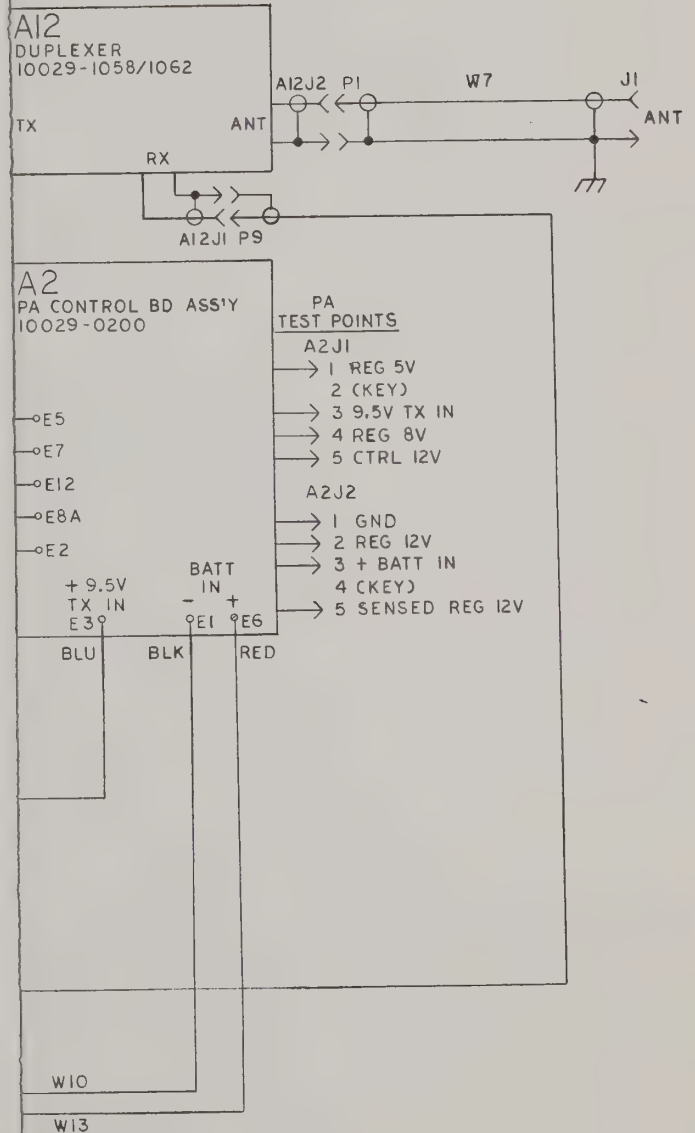 A12
DUPLEXER
10029-1058/1062
A12J2 P1 W7 J1
TX ANT ANT
RX
A12J1 P9
A2
PA CONTROL BD ASS'Y
10029-0200
PA
TEST POINTS
A2J1
1 REG 5V
2 (KEY)
3 9.5V TX IN
4 REG 8V
5 CTRL 12V
A2J2
1 GND
2 REG 12V
3 + BATT IN
4 (KEY)
5 SENSED REG 12V
E5
E7
E12
E8A
E2
+ 9.5V
TX IN
E3
BATT
IN
- +
E1 E6
BLU BLK RED
W10
W13